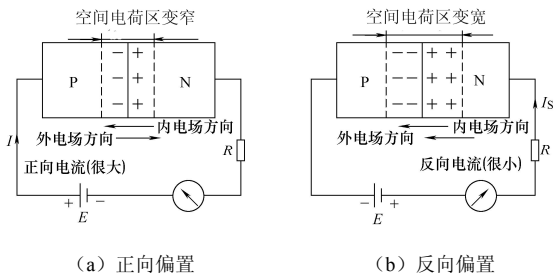 空间电荷区变窄
P
N
− +
− +
− +
内电场方向
外电场方向
I
R
正向电流(很大)
+ −
E
(a) 正向偏置
空间电荷区变宽
P
N
−− ++
−− ++
−− ++
内电场方向
外电场方向
IS
R
反向电流(很小)
− +
E
(b) 反向偏置